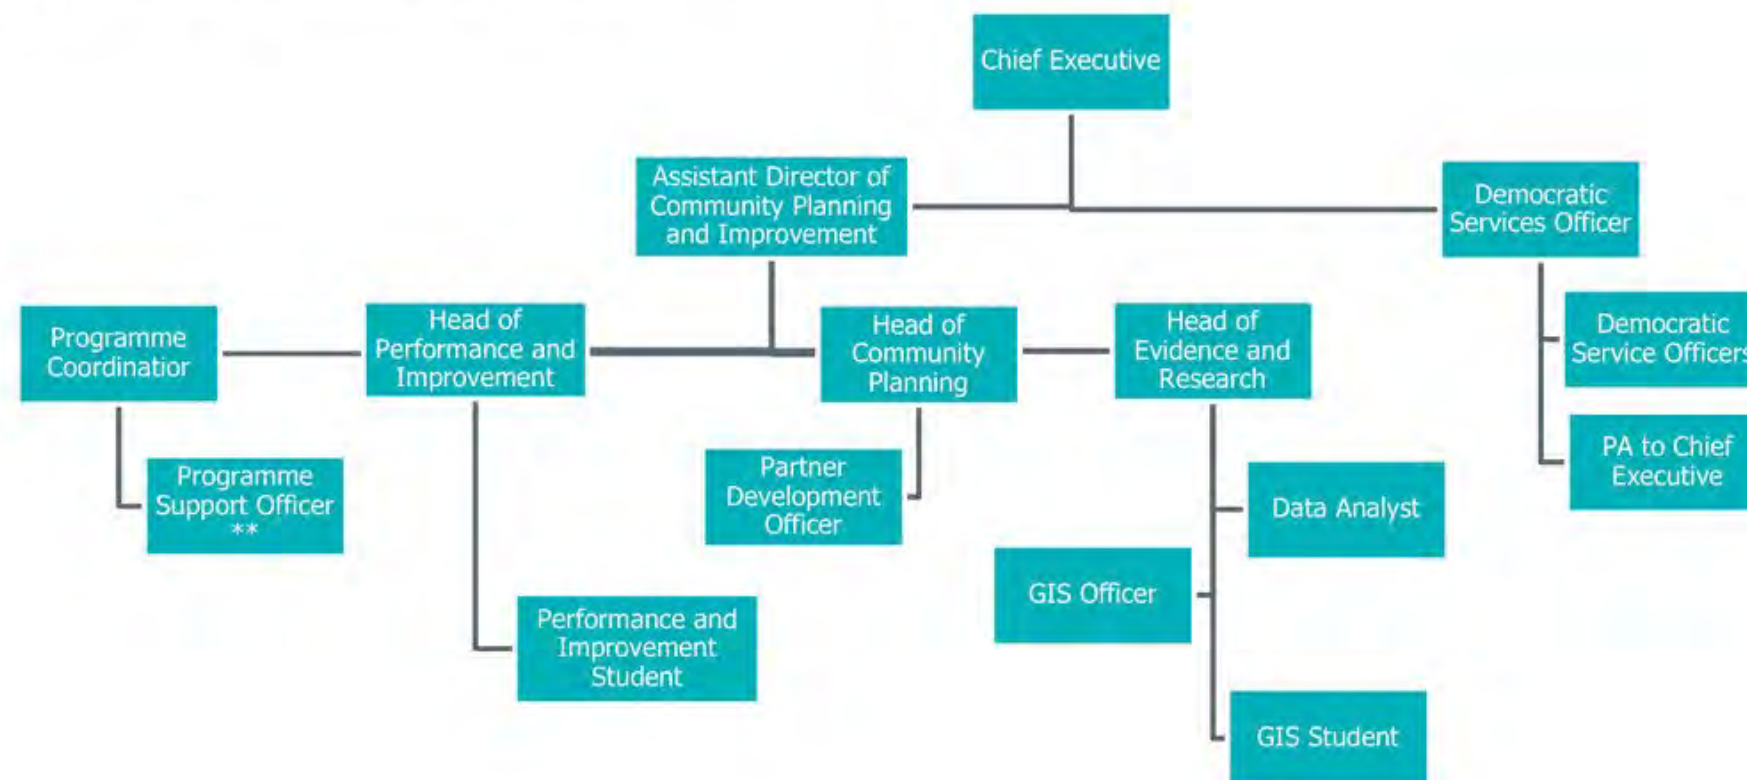 Chief Executive
Assistant Director of
Community Planning
and Improvement
Democratic
Services Officer
Programme
Coordinatior
Head of
Performance and
Improvement
Head of
Community
Planning
Head of
Evidence and
Research
Democratic
Service Officers
Programme
Support Officer
**
Partner
Development
Officer
Data Analyst
PA to Chief
Executive
GIS Officer
Performance and
Improvement
Student
GIS Student